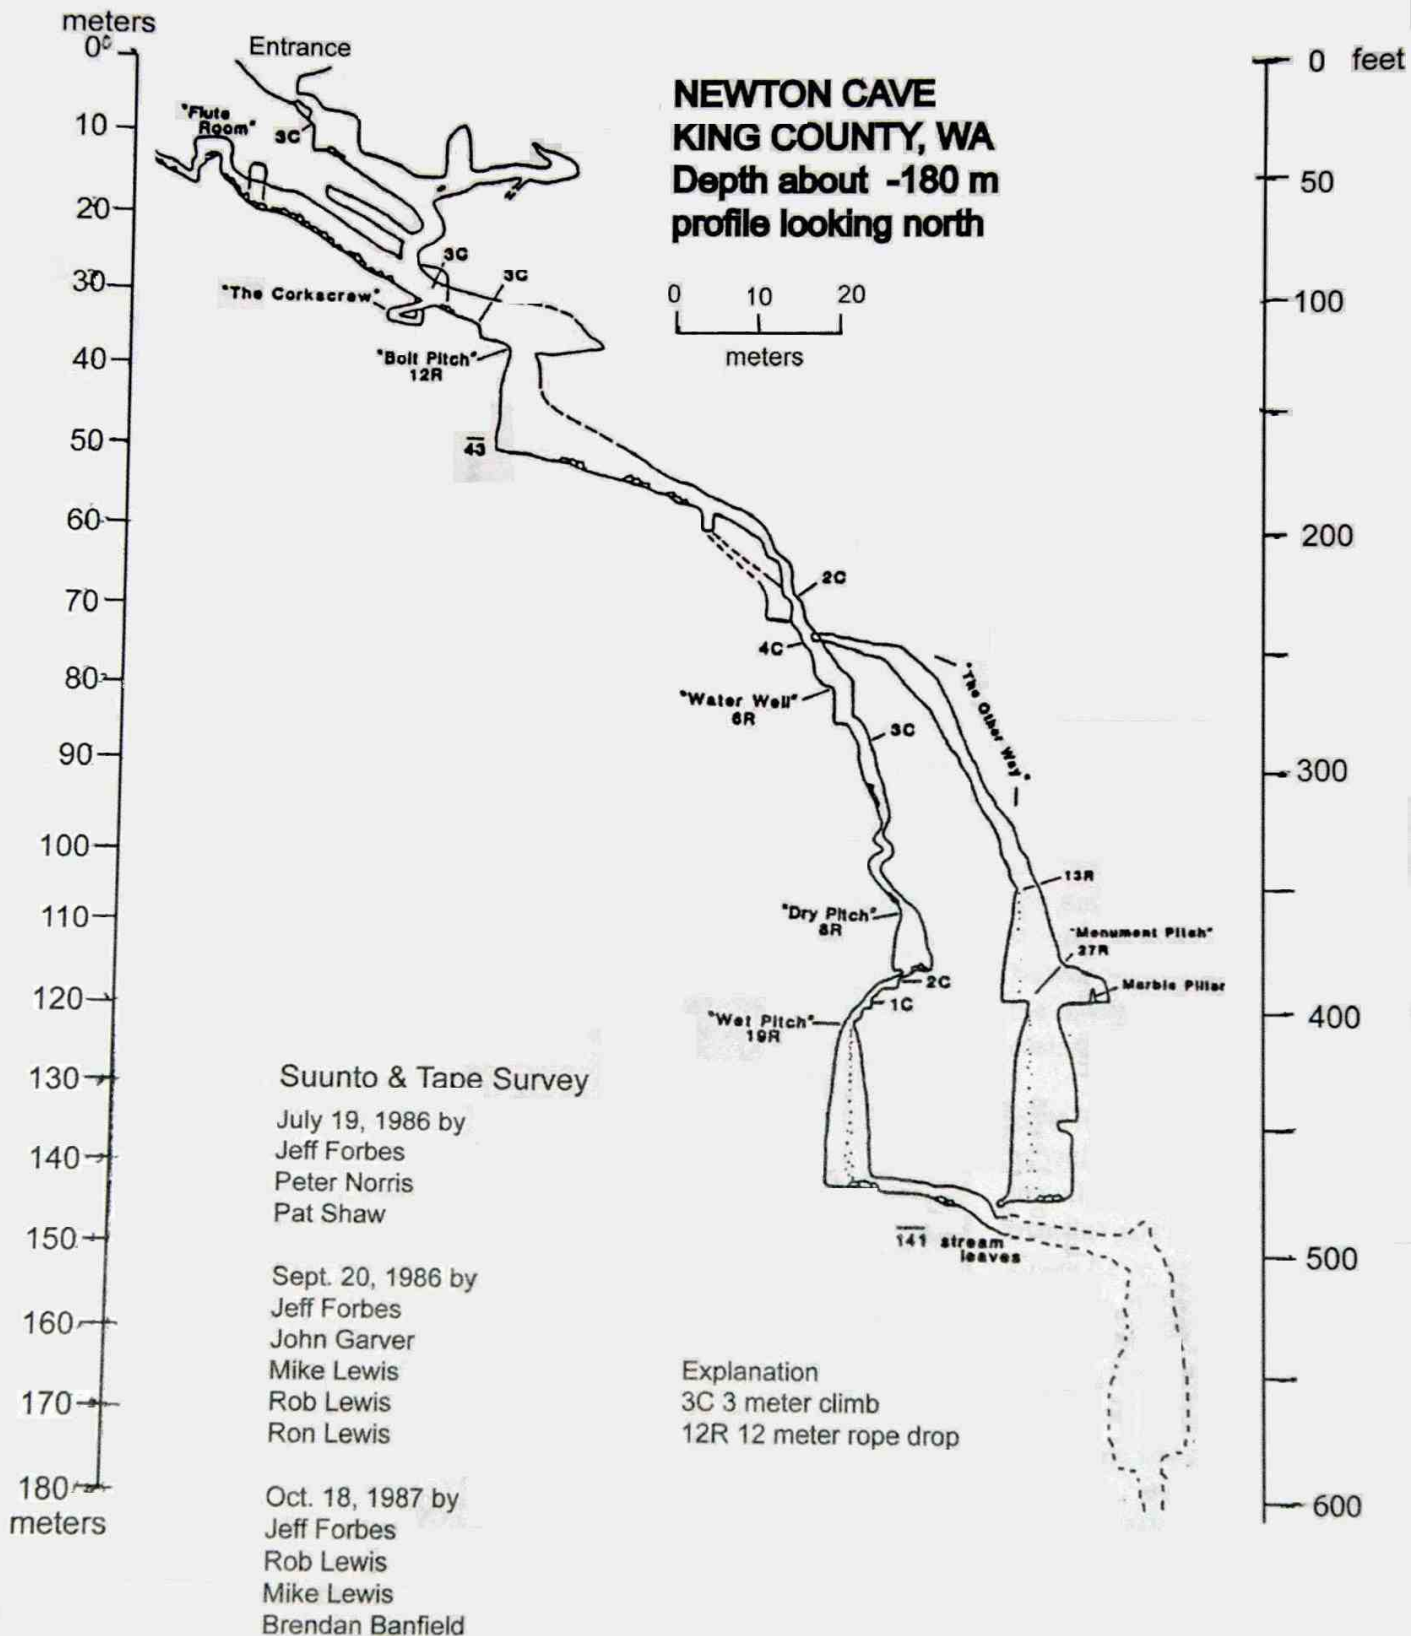 meters
0
10
20
30
40
50
60
70
80
90
100
110
120
130
140
150
160
170
180
meters
Entrance
"Flute
Room"
3C
3C
3C
"The Corkscrew"
"Bolt Pitch"
12R
43
NEWTON CAVE
KING COUNTY, WA
Depth about -180 m
profile looking north
0 10 20
meters
0 feet
50
100
200
300
400
500
600
2C
4C
"Water Well"
6R
3C
"The Other Way"
13R
"Dry Pitch"
8R
"Monument Pitch"
27R
Marble Pillar
2C
1C
"Wet Pitch"
19R
141 stream
leaves
Suunto & Tape Survey
July 19, 1986 by
Jeff Forbes
Peter Norris
Pat Shaw
Sept. 20, 1986 by
Jeff Forbes
John Garver
Mike Lewis
Rob Lewis
Ron Lewis
Oct. 18, 1987 by
Jeff Forbes
Rob Lewis
Mike Lewis
Brendan Banfield
Explanation
3C 3 meter climb
12R 12 meter rope drop